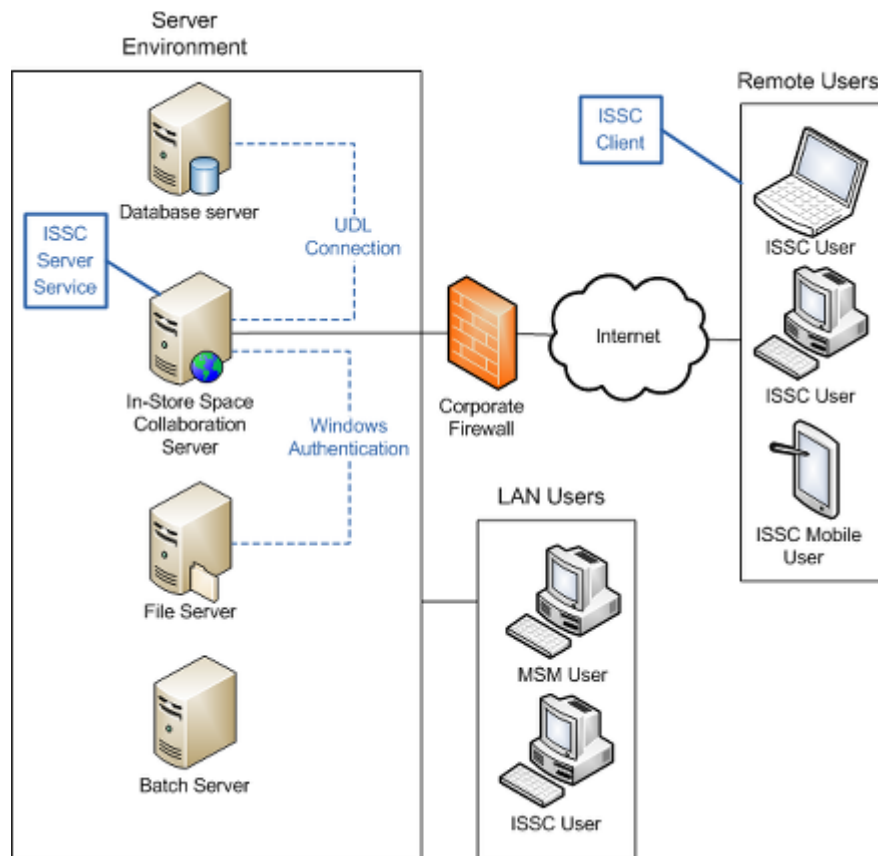 Server
Environment
Remote Users
ISSC
Client
Database server
UDL
Connection
ISSC
Server
Service
ISSC User
Internet
ISSC User
In-Store Space
Collaboration
Server
Corporate
Firewall
Windows
Authentication
LAN Users
ISSC Mobile
User
File Server
MSM User
Batch Server
ISSC User